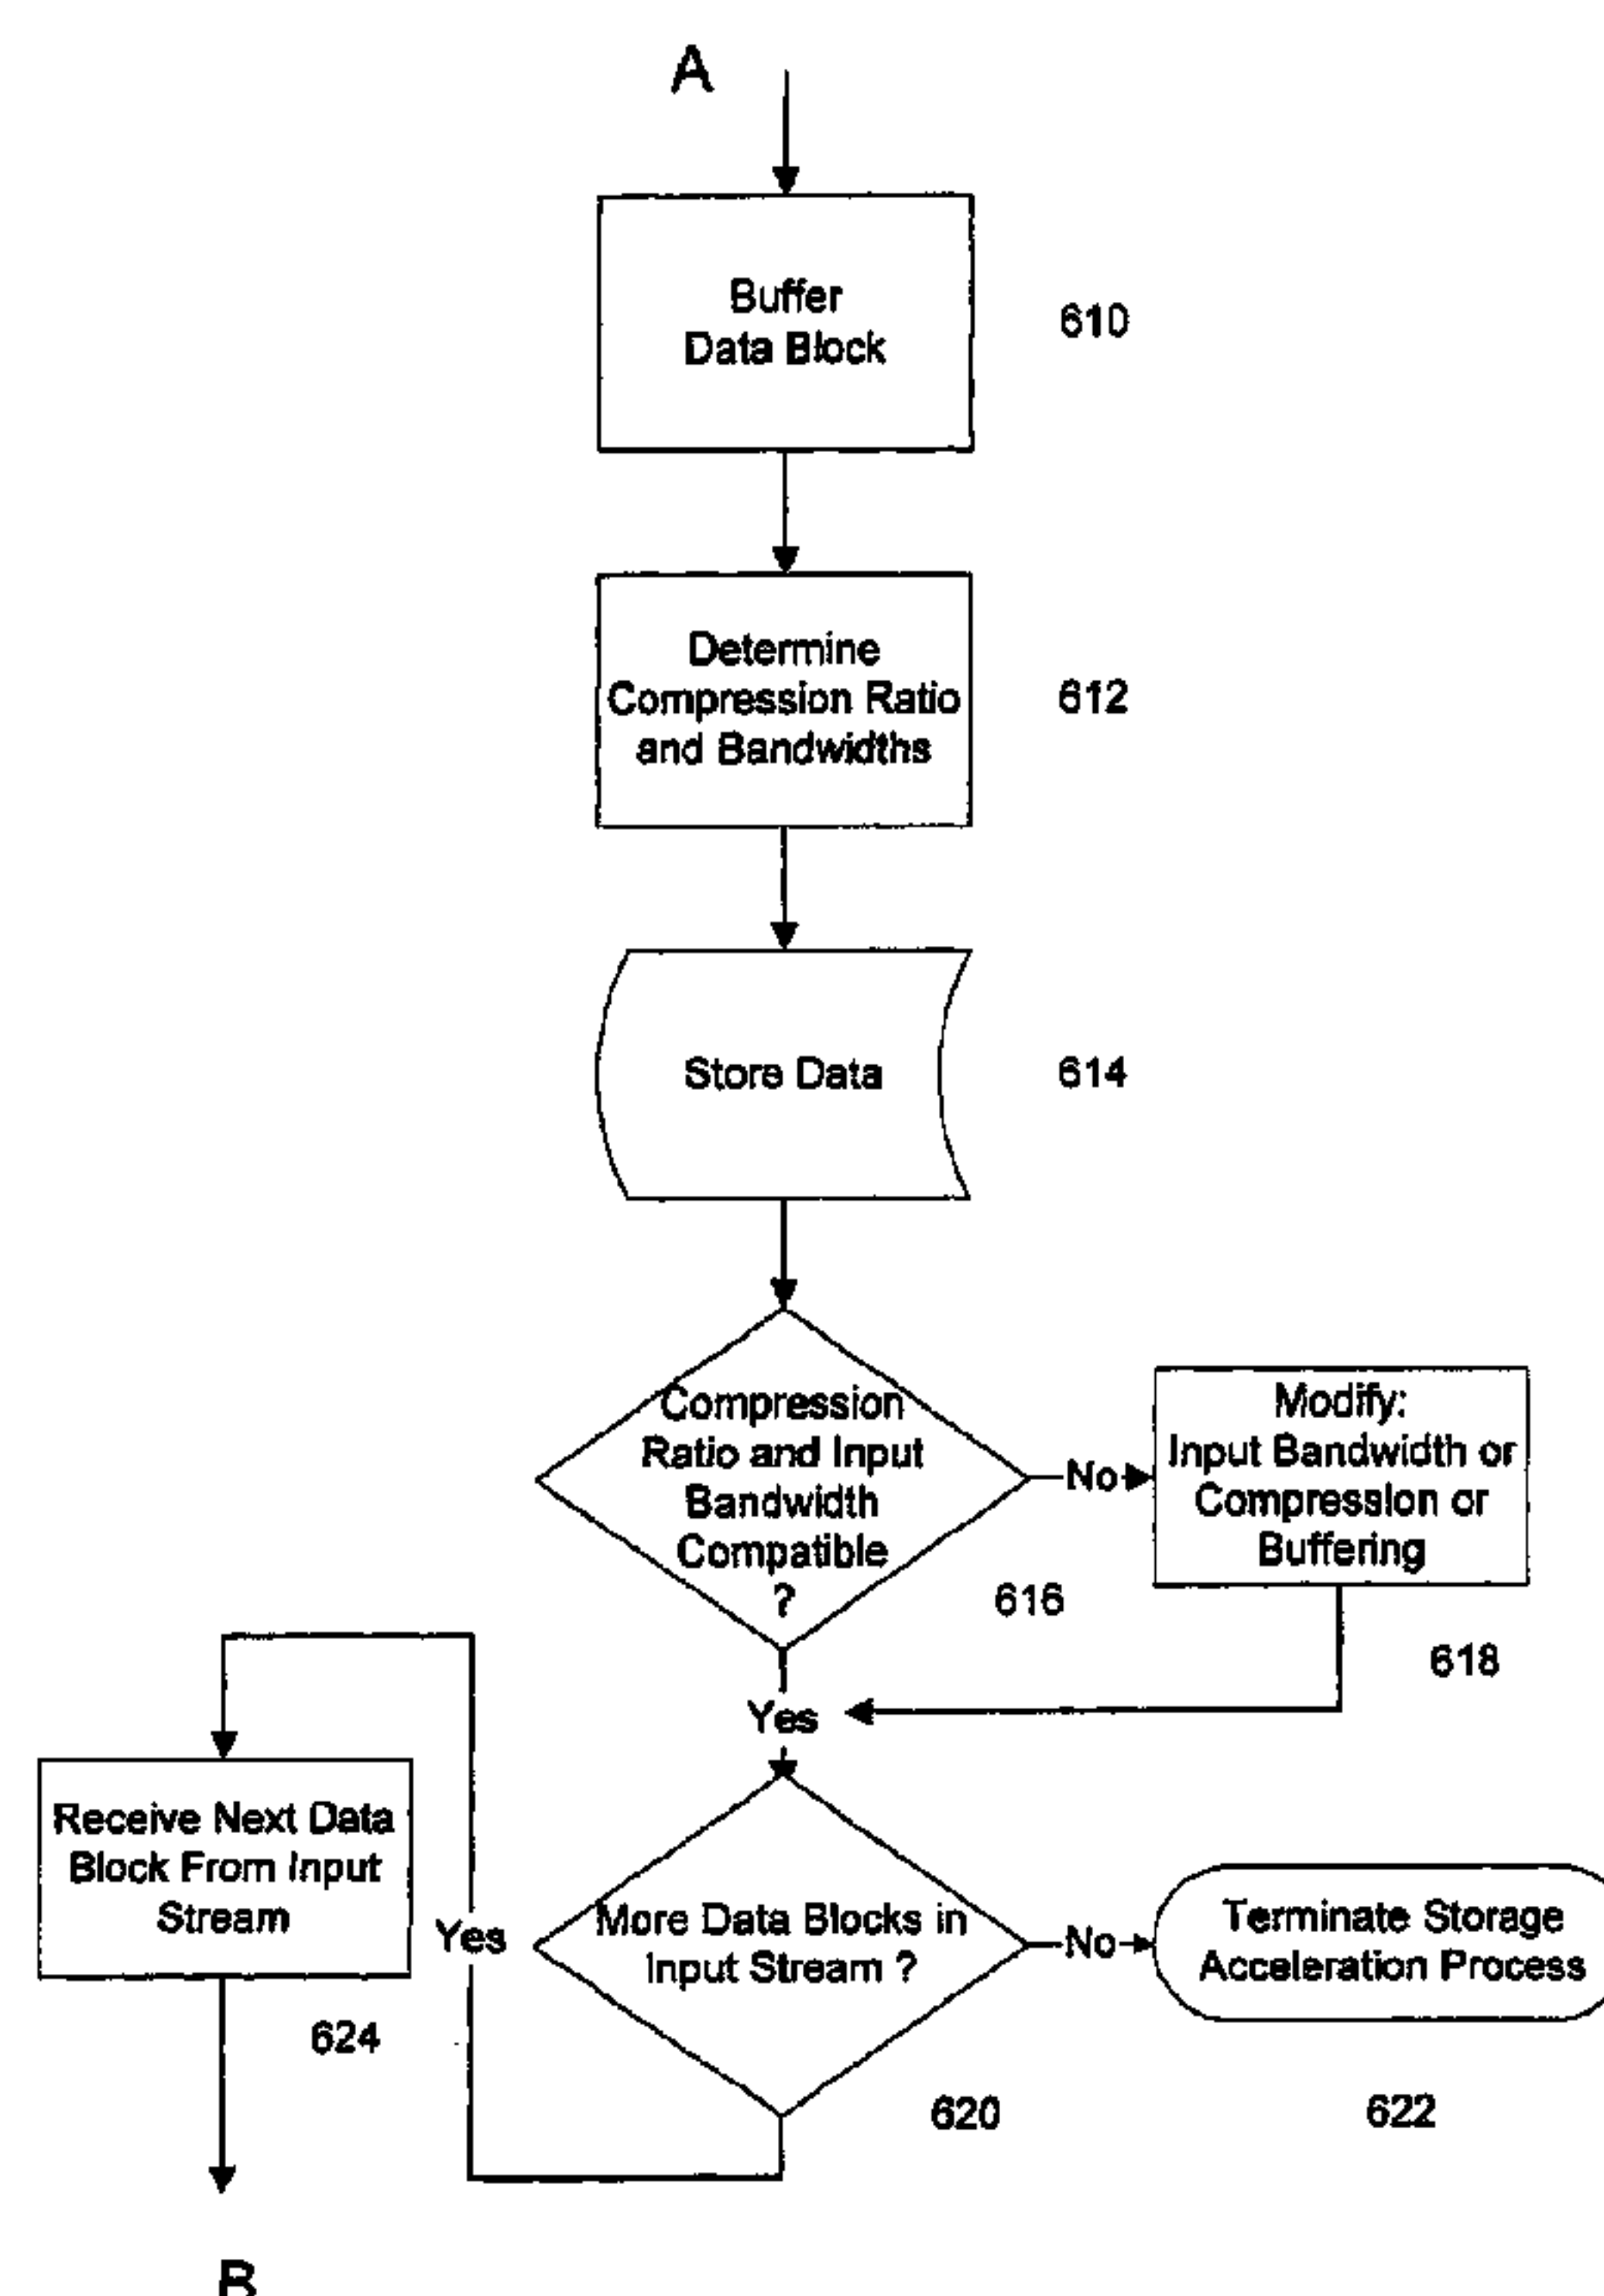 A
Buffer
Data Block
610
Determine
Compression Ratio
and Bandwidths
612
Store Data
614
Compression
Ratio and Input
Bandwidth
Compatible
?
616
No
Modify:
Input Bandwidth or
Compression or
Buffering
618
Yes
Receive Next Data
Block From Input
Stream
624
Yes
More Data Blocks in
Input Stream ?
620
No
Terminate Storage
Acceleration Process
622
B